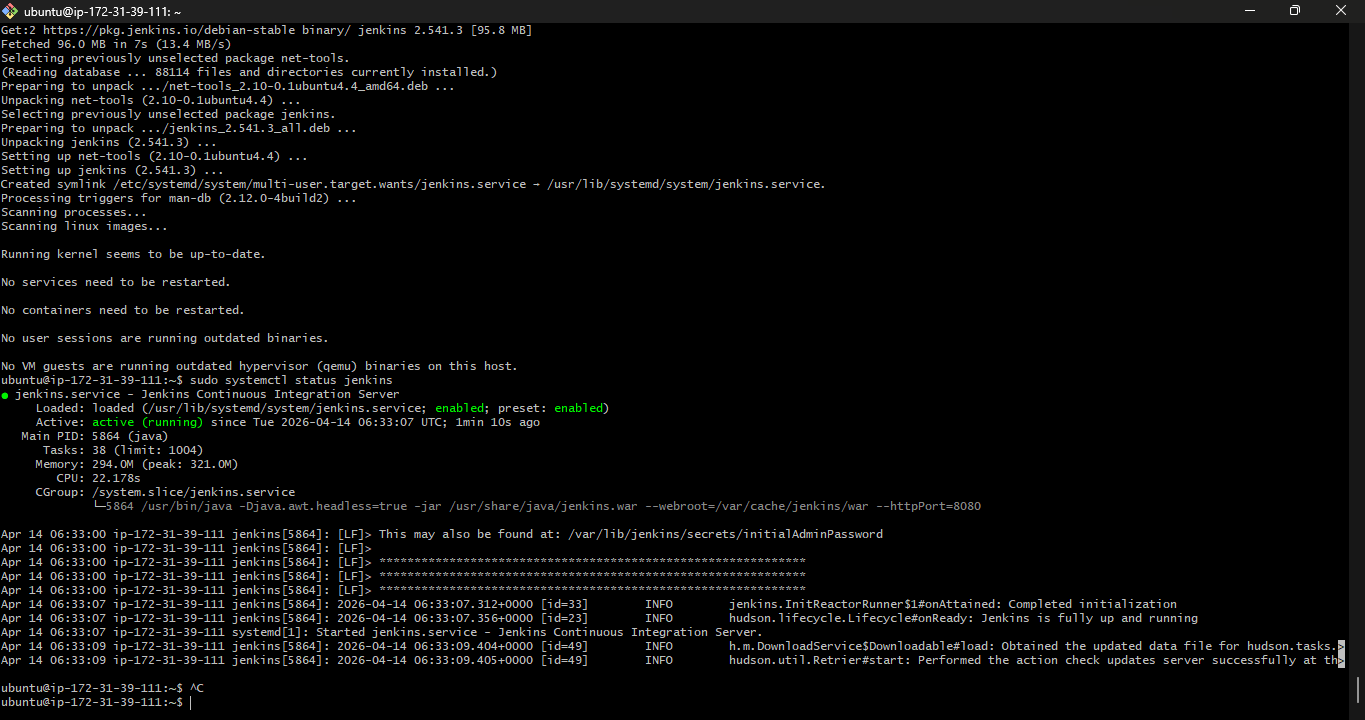 ubuntu@ip-172-31-39-111: ~
Get:2 https://pkg.jenkins.io/debian-stable binary/ jenkins 2.541.3 [95.8 MB]
Fetched 96.0 MB in 7s (13.4 MB/s)
Selecting previously unselected package net-tools.
(Reading database ... 88114 files and directories currently installed.)
Preparing to unpack .../net-tools_2.10-0.1ubuntu4.4_amd64.deb ...
Unpacking net-tools (2.10-0.1ubuntu4.4) ...
Selecting previously unselected package jenkins.
Preparing to unpack .../jenkins_2.541.3_all.deb ...
Unpacking jenkins (2.541.3) ...
Setting up net-tools (2.10-0.1ubuntu4.4) ...
Setting up jenkins (2.541.3) ...
Created symlink /etc/systemd/system/multi-user.target.wants/jenkins.service → /usr/lib/systemd/system/jenkins.service.
Processing triggers for man-db (2.12.0-4build2) ...
Scanning processes...
Scanning linux images...
Running kernel seems to be up-to-date.
No services need to be restarted.
No containers need to be restarted.
No user sessions are running outdated binaries.
No VM guests are running outdated hypervisor (qemu) binaries on this host.
ubuntu@ip-172-31-39-111:~$ sudo systemctl status jenkins
● jenkins.service - Jenkins Continuous Integration Server
Loaded: loaded (/usr/lib/systemd/system/jenkins.service; enabled; preset: enabled)
Active: active (running) since Tue 2026-04-14 06:33:07 UTC; 1min 10s ago
Main PID: 5864 (java)
Tasks: 38 (limit: 1004)
Memory: 294.0M (peak: 321.0M)
CPU: 22.178s
CGroup: /system.slice/jenkins.service
└─5864 /usr/bin/java -Djava.awt.headless=true -jar /usr/share/java/jenkins.war --webroot=/var/cache/jenkins/war --httpPort=8080
Apr 14 06:33:00 ip-172-31-39-111 jenkins[5864]: [LF]> This may also be found at: /var/lib/jenkins/secrets/initialAdminPassword
Apr 14 06:33:00 ip-172-31-39-111 jenkins[5864]: [LF]>
Apr 14 06:33:00 ip-172-31-39-111 jenkins[5864]: [LF]> *************************************************************
Apr 14 06:33:00 ip-172-31-39-111 jenkins[5864]: [LF]> *************************************************************
Apr 14 06:33:00 ip-172-31-39-111 jenkins[5864]: [LF]> *************************************************************
Apr 14 06:33:07 ip-172-31-39-111 jenkins[5864]: 2026-04-14 06:33:07.312+0000 [id=33] INFO jenkins.InitReactorRunner$1#onAttained: Completed initialization
Apr 14 06:33:07 ip-172-31-39-111 jenkins[5864]: 2026-04-14 06:33:07.356+0000 [id=23] INFO hudson.lifecycle.Lifecycle#onReady: Jenkins is fully up and running
Apr 14 06:33:07 ip-172-31-39-111 systemd[1]: Started jenkins.service - Jenkins Continuous Integration Server.
Apr 14 06:33:09 ip-172-31-39-111 jenkins[5864]: 2026-04-14 06:33:09.404+0000 [id=49] INFO h.m.DownloadService$Downloadable#load: Obtained the updated data file for hudson.tasks.>
Apr 14 06:33:09 ip-172-31-39-111 jenkins[5864]: 2026-04-14 06:33:09.405+0000 [id=49] INFO hudson.util.Retrier#start: Performed the action check updates server successfully at th>
ubuntu@ip-172-31-39-111:~$ ^C
ubuntu@ip-172-31-39-111:~$